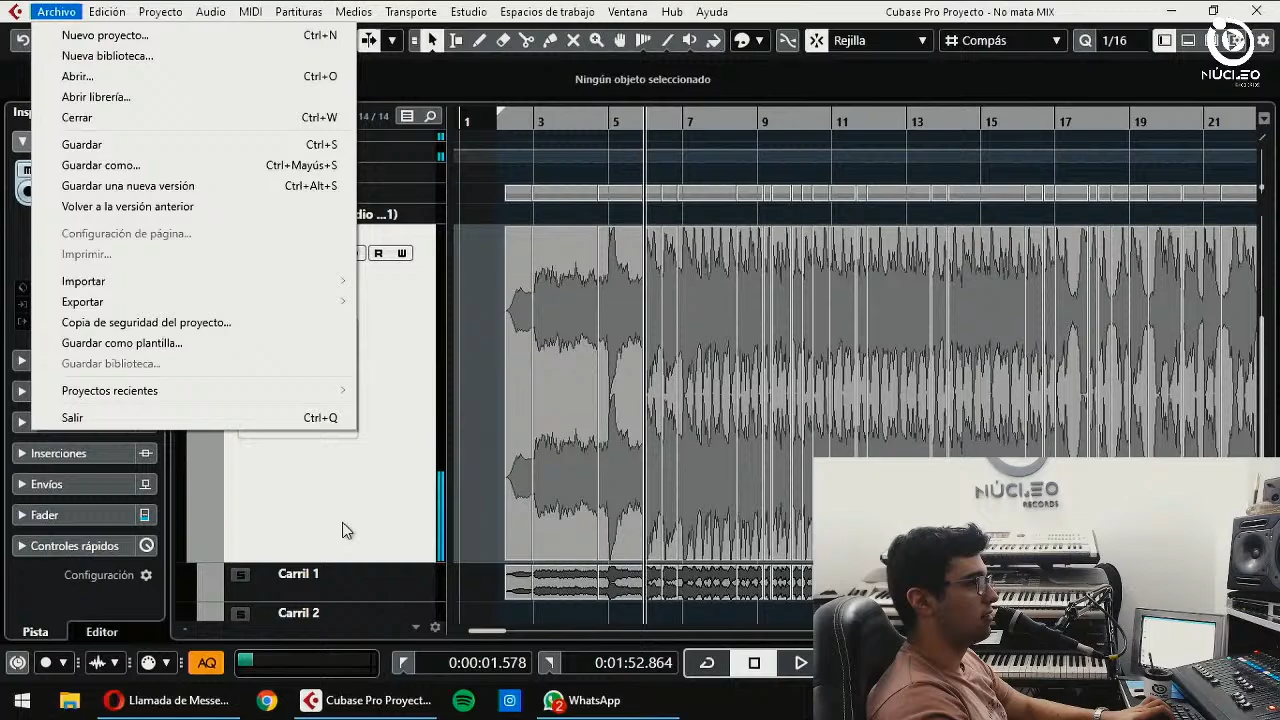 Archivo Edición Proyecto Audio MIDI Partituras Medios Transporte Estudio Espacios de trabajo Ventana Hub Ayuda Cubase Pro Proyecto - No mata MIX
Rejilla Compás Q 1/16
Ningún objeto seleccionado
NÚCLEO
Nuevo proyecto... Ctrl+N
Nueva biblioteca...
Abrir... Ctrl+O
Abrir librería...
Cerrar Ctrl+W
Guardar Ctrl+S
Guardar como... Ctrl+Mayús+S
Guardar una nueva versión Ctrl+Alt+S
Volver a la versión anterior
Configuración de página...
Imprimir...
Importar
Exportar
Copia de seguridad del proyecto...
Guardar como plantilla...
Guardar biblioteca...
Proyectos recientes
Salir Ctrl+Q
Ins
14 / 14
1 3 5 7 9 11 13 15 17 19 21
m
dio ...1)
R W
Inserciones
Envíos
Fader
Controles rápidos
Configuración
Pista Editor
S Carril 1
S Carril 2
NÚCLEO
RECORDS
AQ 0:00:01.578 0:01:52.864
Llamada de Messe... Cubase Pro Proyect... 2 WhatsApp